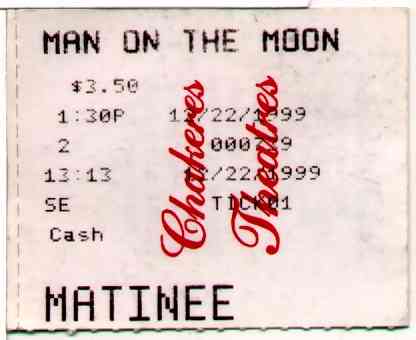 MAN ON THE MOON
$3.50
1:30P 12/22/1999
2
13:13 12/22/1999
SE TICK01
Cash
MATINEE
Chakeres
Theatres